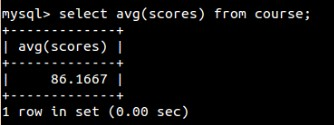 mysql> select avg(scores) from course;
+-------------+
| avg(scores) |
+-------------+
|     86.1667 |
+-------------+
1 row in set (0.00 sec)